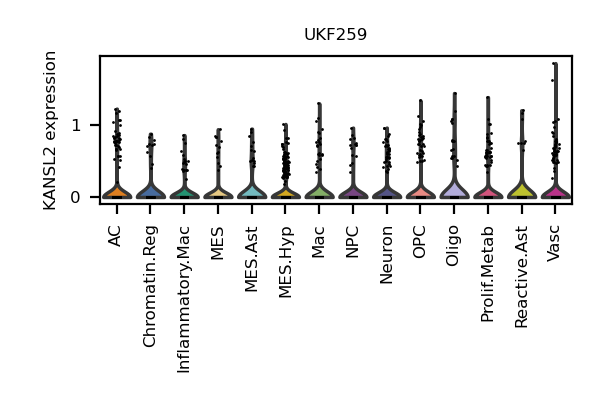 UKF259
KANSL2 expression
1
0
AC
Chromatin.Reg
Inflammatory.Mac
MES
MES.Ast
MES.Hyp
Mac
NPC
Neuron
OPC
Oligo
Prolif.Metab
Reactive.Ast
Vasc